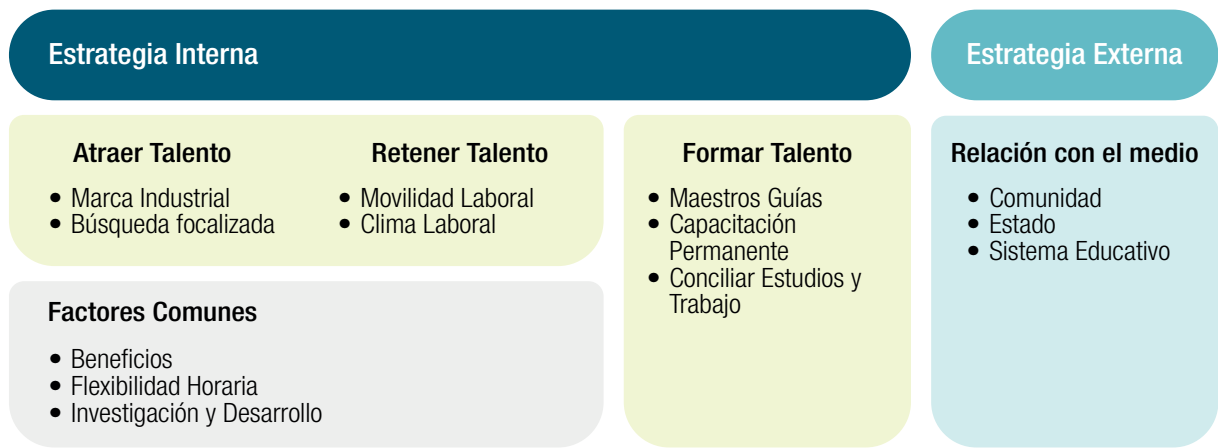 Estrategia Interna
Estrategia Externa
Atraer Talento
• Marca Industrial
• Búsqueda focalizada
Retener Talento
• Movilidad Laboral
• Clima Laboral
Factores Comunes
• Beneficios
• Flexibilidad Horaria
• Investigación y Desarrollo
Formar Talento
• Maestros Guías
• Capacitación
Permanente
• Conciliar Estudios y
Trabajo
Relación con el medio
• Comunidad
• Estado
• Sistema Educativo